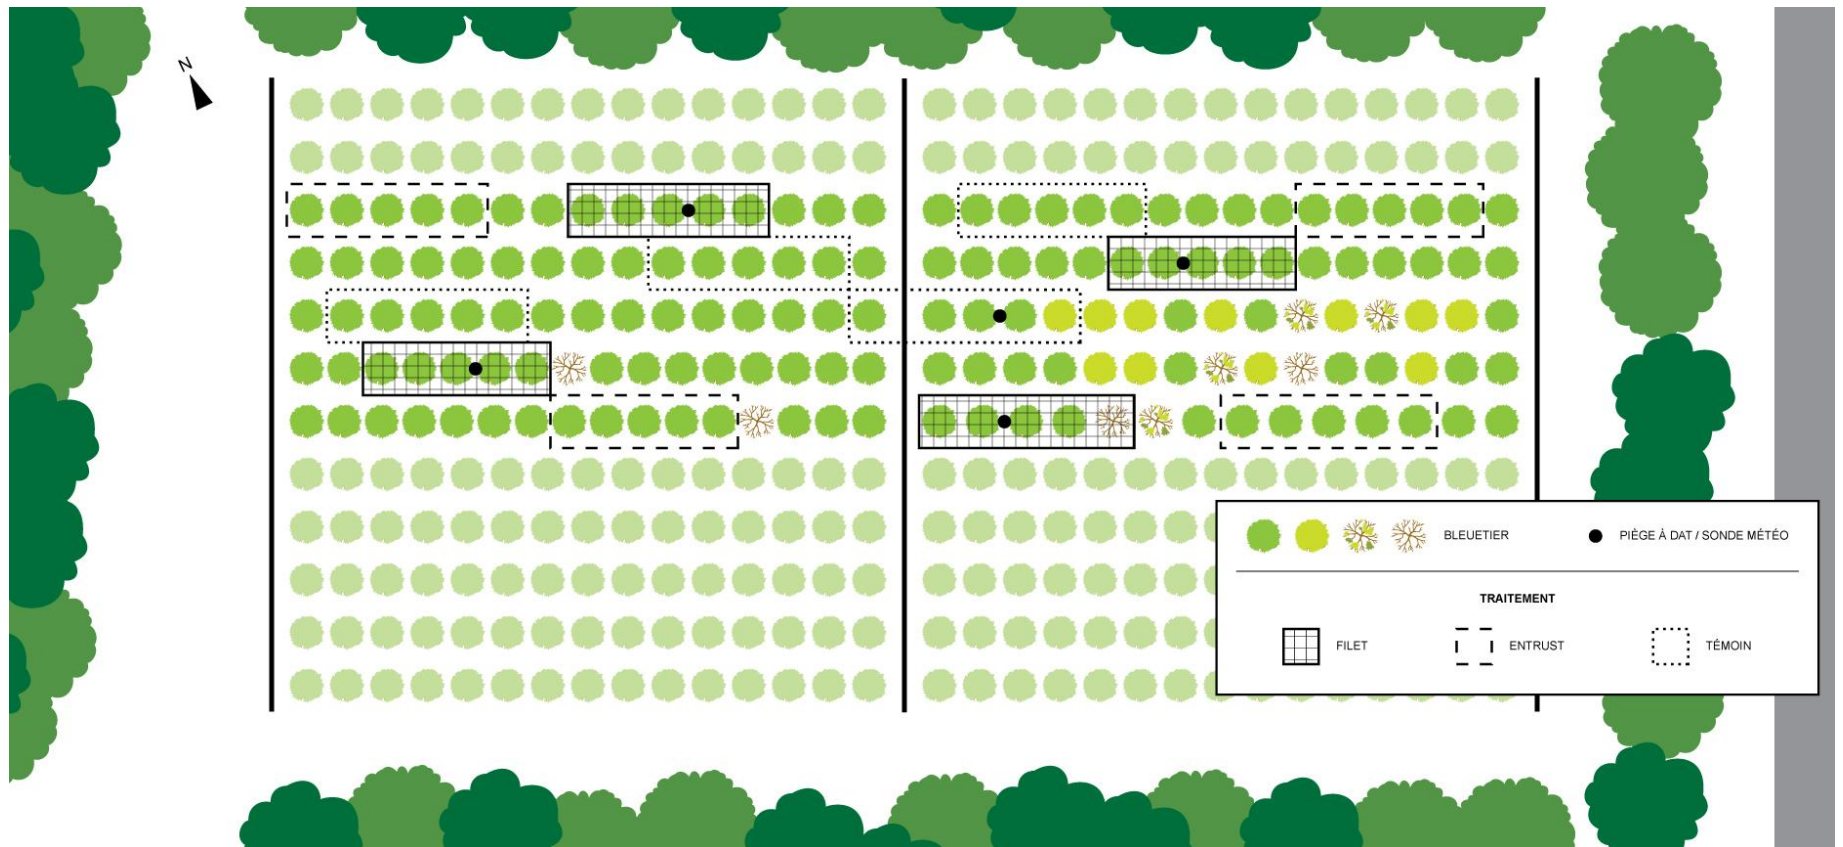 N
BLEUETIER
PIÈGE À DAT / SONDE MÉTÉO
TRAITEMENT
FILET
ENTRUST
TÉMOIN